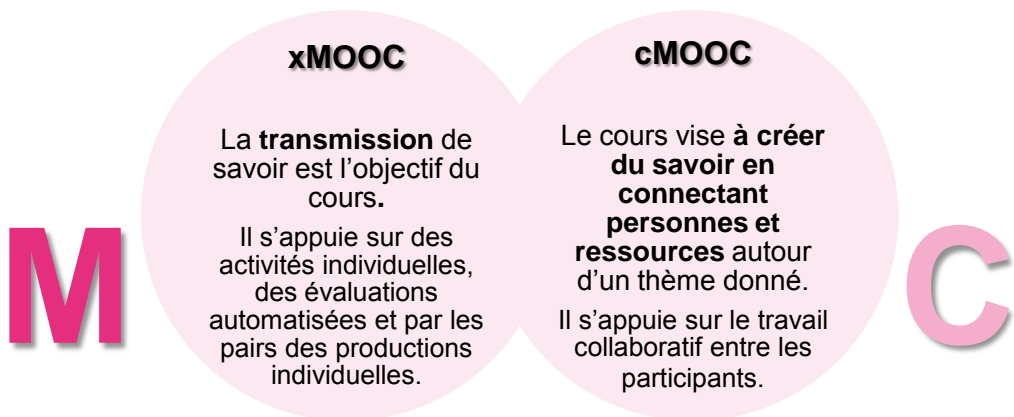 xMOOC
La transmission de
savoir est l’objectif du
cours.
Il s’appuie sur des
activités individuelles,
des évaluations
automatisées et par les
pairs des productions
individuelles.
cMOOC
Le cours vise à créer
du savoir en
connectant
personnes et
ressources autour
d’un thème donné.
Il s’appuie sur le travail
collaboratif entre les
participants.
M
C